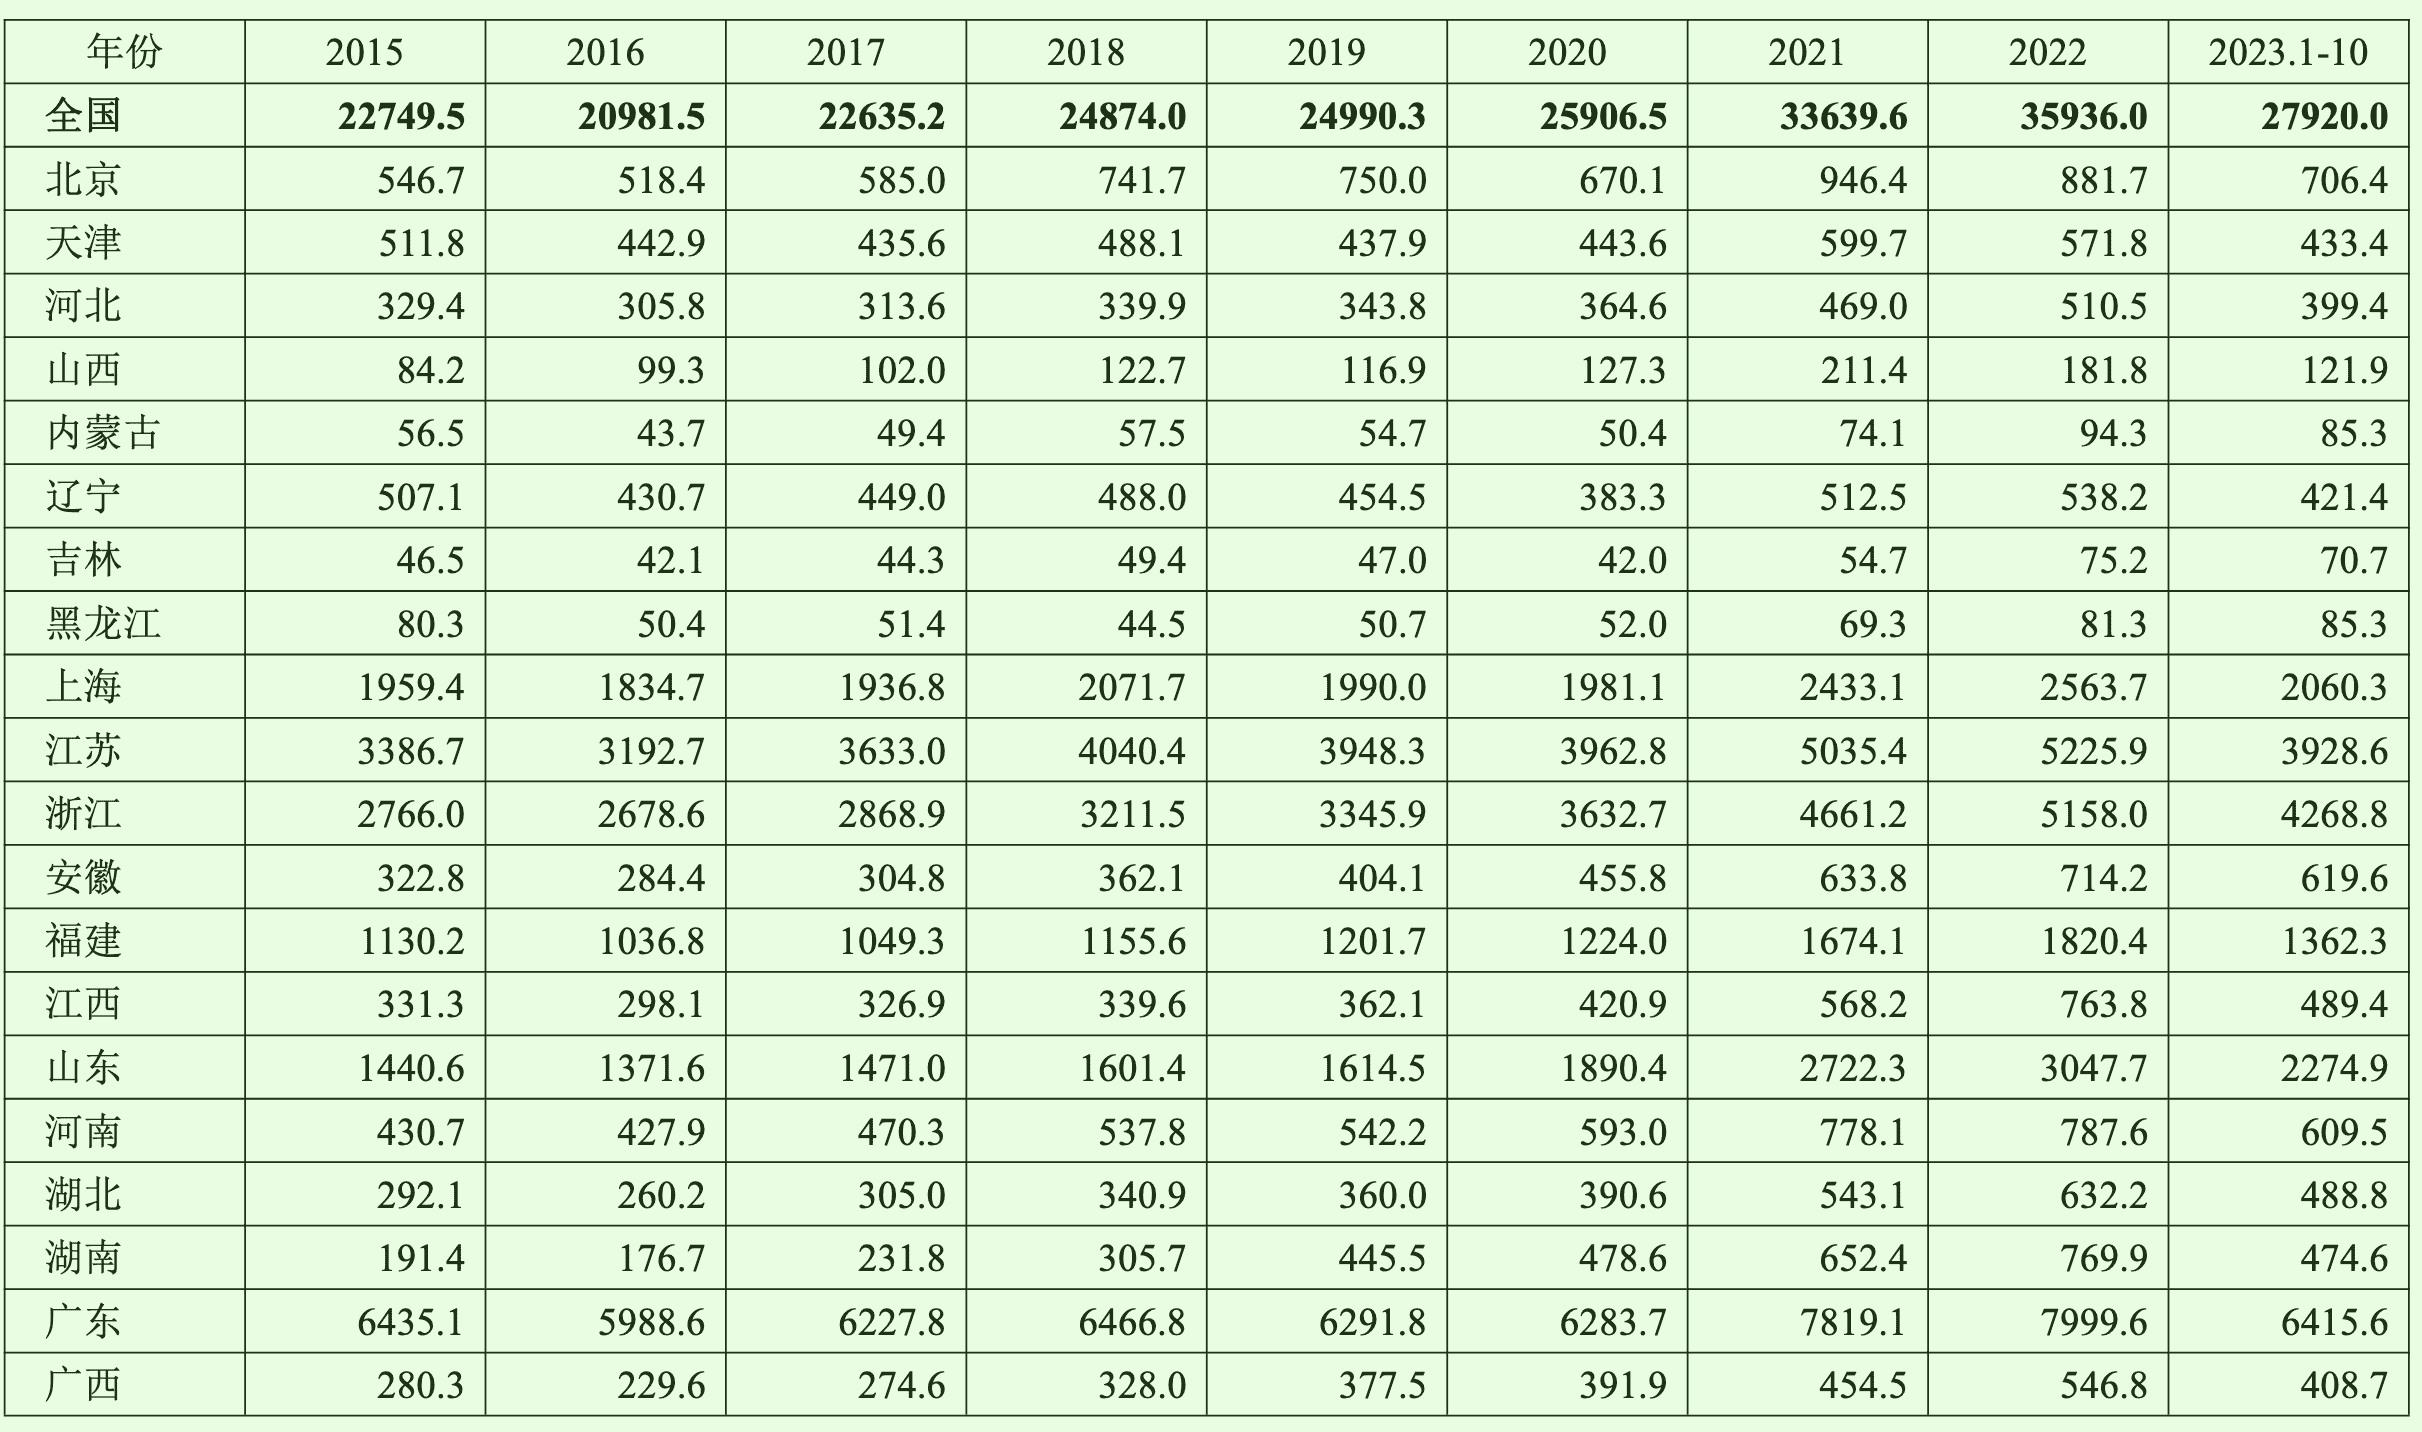 年份 2015 2016 2017 2018 2019 2020 2021 2022 2023.1-10
全国 22749.5 20981.5 22635.2 24874.0 24990.3 25906.5 33639.6 35936.0 27920.0
北京 546.7 518.4 585.0 741.7 750.0 670.1 946.4 881.7 706.4
天津 511.8 442.9 435.6 488.1 437.9 443.6 599.7 571.8 433.4
河北 329.4 305.8 313.6 339.9 343.8 364.6 469.0 510.5 399.4
山西 84.2 99.3 102.0 122.7 116.9 127.3 211.4 181.8 121.9
内蒙古 56.5 43.7 49.4 57.5 54.7 50.4 74.1 94.3 85.3
辽宁 507.1 430.7 449.0 488.0 454.5 383.3 512.5 538.2 421.4
吉林 46.5 42.1 44.3 49.4 47.0 42.0 54.7 75.2 70.7
黑龙江 80.3 50.4 51.4 44.5 50.7 52.0 69.3 81.3 85.3
上海 1959.4 1834.7 1936.8 2071.7 1990.0 1981.1 2433.1 2563.7 2060.3
江苏 3386.7 3192.7 3633.0 4040.4 3948.3 3962.8 5035.4 5225.9 3928.6
浙江 2766.0 2678.6 2868.9 3211.5 3345.9 3632.7 4661.2 5158.0 4268.8
安徽 322.8 284.4 304.8 362.1 404.1 455.8 633.8 714.2 619.6
福建 1130.2 1036.8 1049.3 1155.6 1201.7 1224.0 1674.1 1820.4 1362.3
江西 331.3 298.1 326.9 339.6 362.1 420.9 568.2 763.8 489.4
山东 1440.6 1371.6 1471.0 1601.4 1614.5 1890.4 2722.3 3047.7 2274.9
河南 430.7 427.9 470.3 537.8 542.2 593.0 778.1 787.6 609.5
湖北 292.1 260.2 305.0 340.9 360.0 390.6 543.1 632.2 488.8
湖南 191.4 176.7 231.8 305.7 445.5 478.6 652.4 769.9 474.6
广东 6435.1 5988.6 6227.8 6466.8 6291.8 6283.7 7819.1 7999.6 6415.6
广西 280.3 229.6 274.6 328.0 377.5 391.9 454.5 546.8 408.7